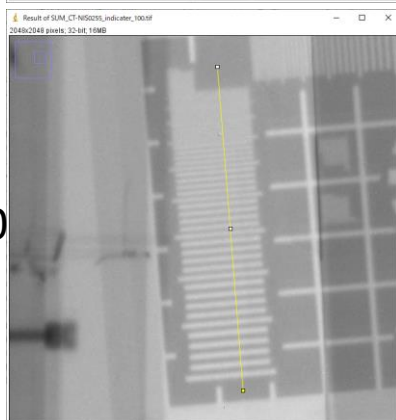 Result of SUM_CT-NIS0255_indicater_100.tif
2048x2048 pixels; 32-bit; 16MB